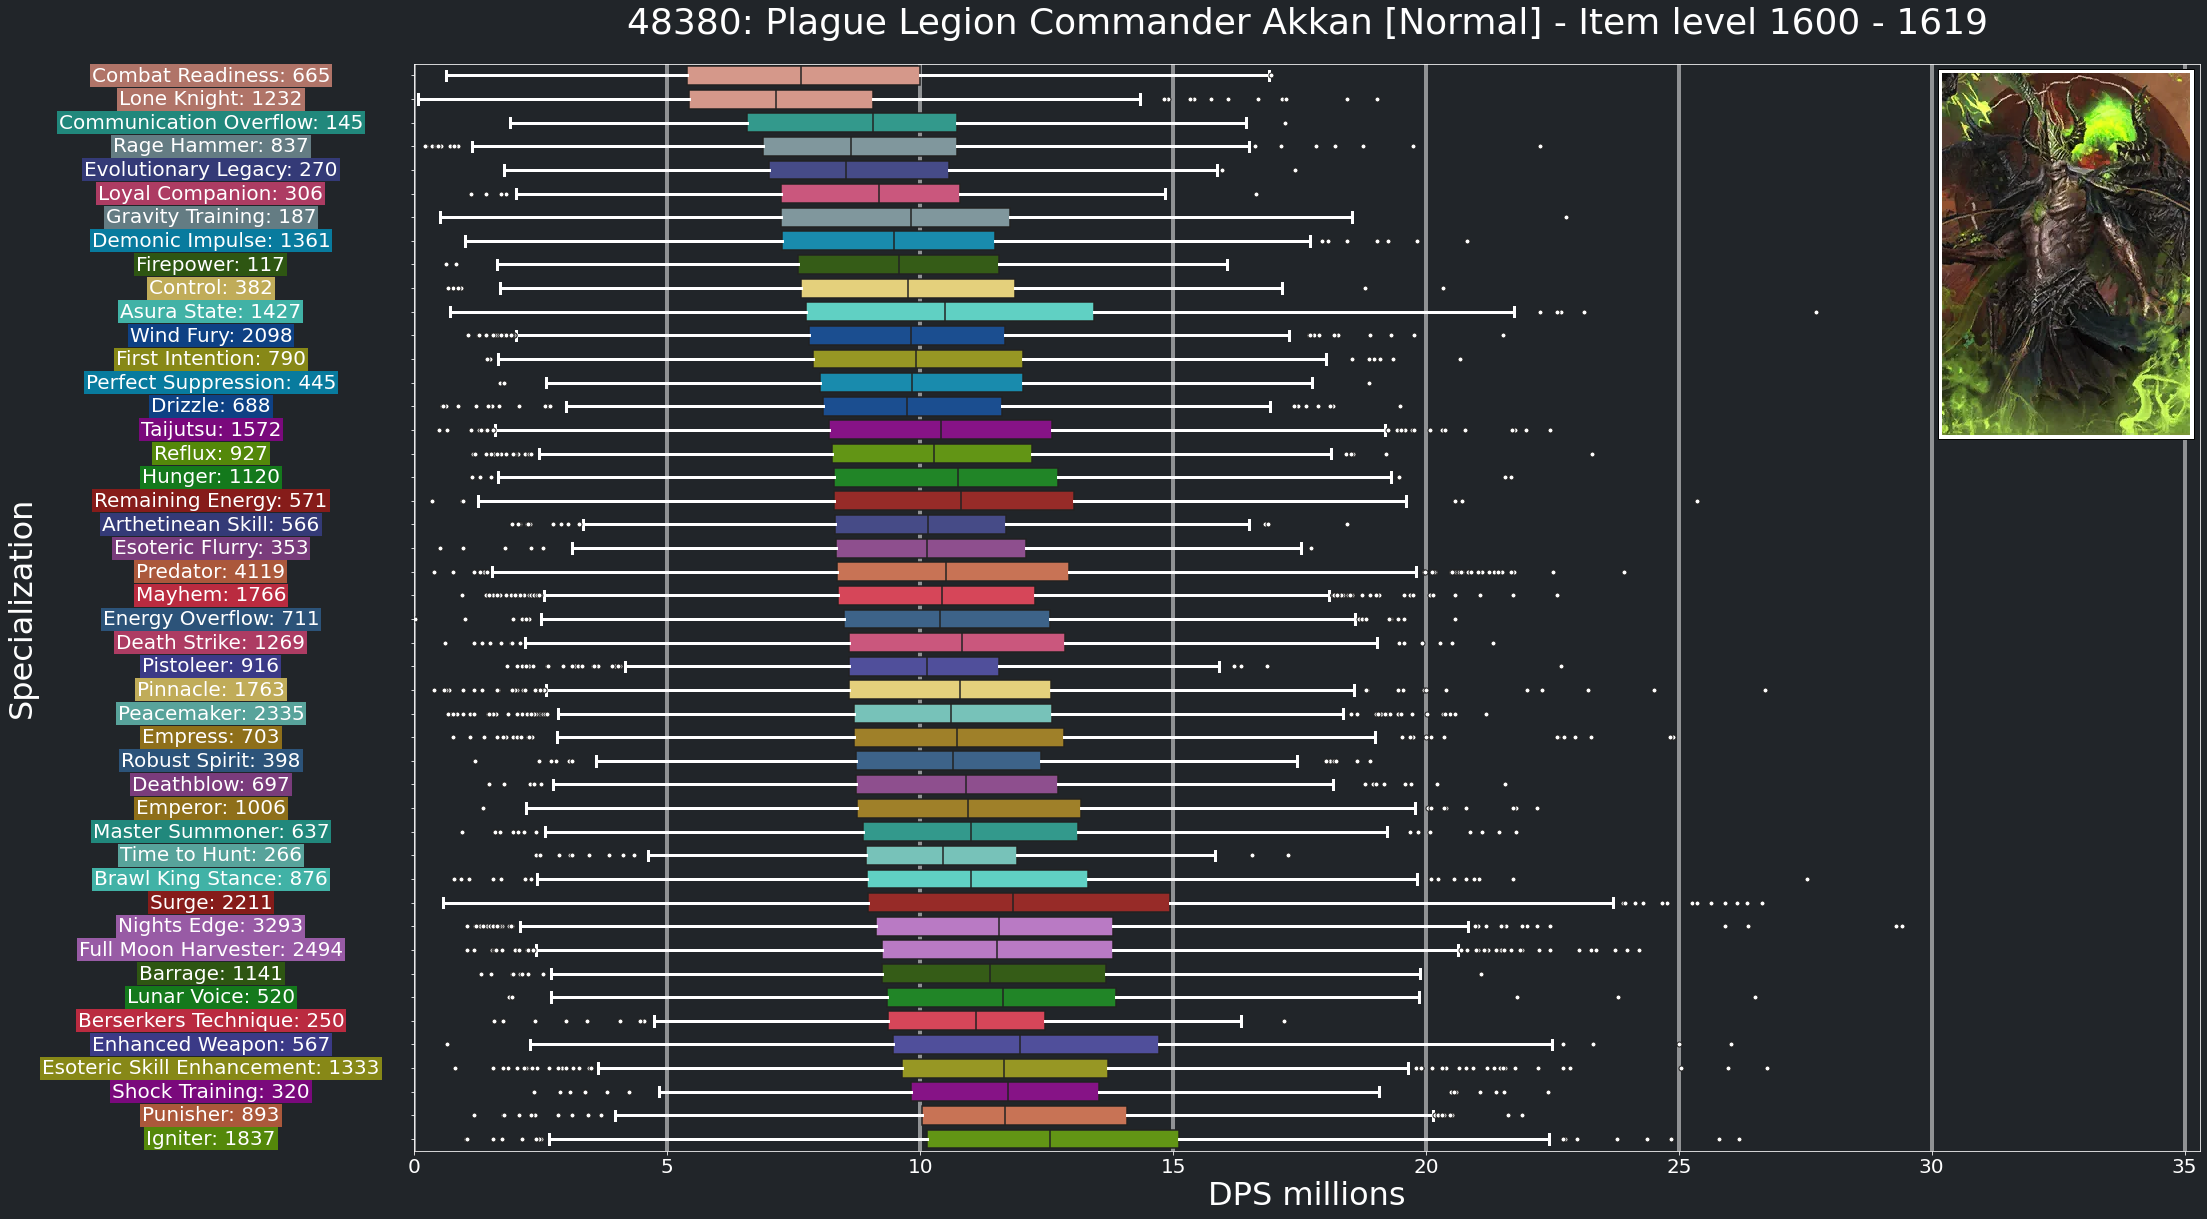 48380: Plague Legion Commander Akkan [Normal] - Item level 1600 - 1619
Specialization
Combat Readiness: 665
Lone Knight: 1232
Communication Overflow: 145
Rage Hammer: 837
Evolutionary Legacy: 270
Loyal Companion: 306
Gravity Training: 187
Demonic Impulse: 1361
Firepower: 117
Control: 382
Asura State: 1427
Wind Fury: 2098
First Intention: 790
Perfect Suppression: 445
Drizzle: 688
Taijutsu: 1572
Reflux: 927
Hunger: 1120
Remaining Energy: 571
Arthetinean Skill: 566
Esoteric Flurry: 353
Predator: 4119
Mayhem: 1766
Energy Overflow: 711
Death Strike: 1269
Pistoleer: 916
Pinnacle: 1763
Peacemaker: 2335
Empress: 703
Robust Spirit: 398
Deathblow: 697
Emperor: 1006
Master Summoner: 637
Time to Hunt: 266
Brawl King Stance: 876
Surge: 2211
Nights Edge: 3293
Full Moon Harvester: 2494
Barrage: 1141
Lunar Voice: 520
Berserkers Technique: 250
Enhanced Weapon: 567
Esoteric Skill Enhancement: 1333
Shock Training: 320
Punisher: 893
Igniter: 1837
0 5 10 15 20 25 30 35
DPS millions